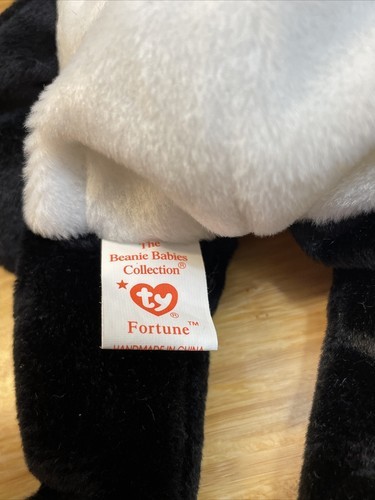 The
Beanie Babies
Collection®
ty®
Fortune™
HANDMADE IN CHINA